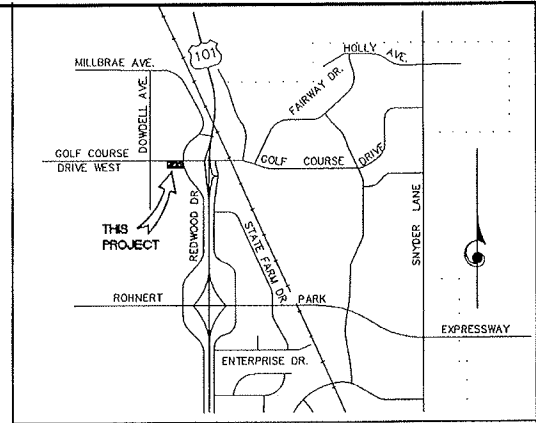 HOLLY AVE.
101
MILLBRAE AVE.
FAIRWAY DR.
DOWDELL AVE.
GOLF COURSE
DRIVE WEST
GOLF COURSE DRIVE
THIS
PROJECT
REDWOOD DR.
STATE FARM DR.
SNYDER LANE
ROHNERT PARK
EXPRESSWAY
ENTERPRISE DR.